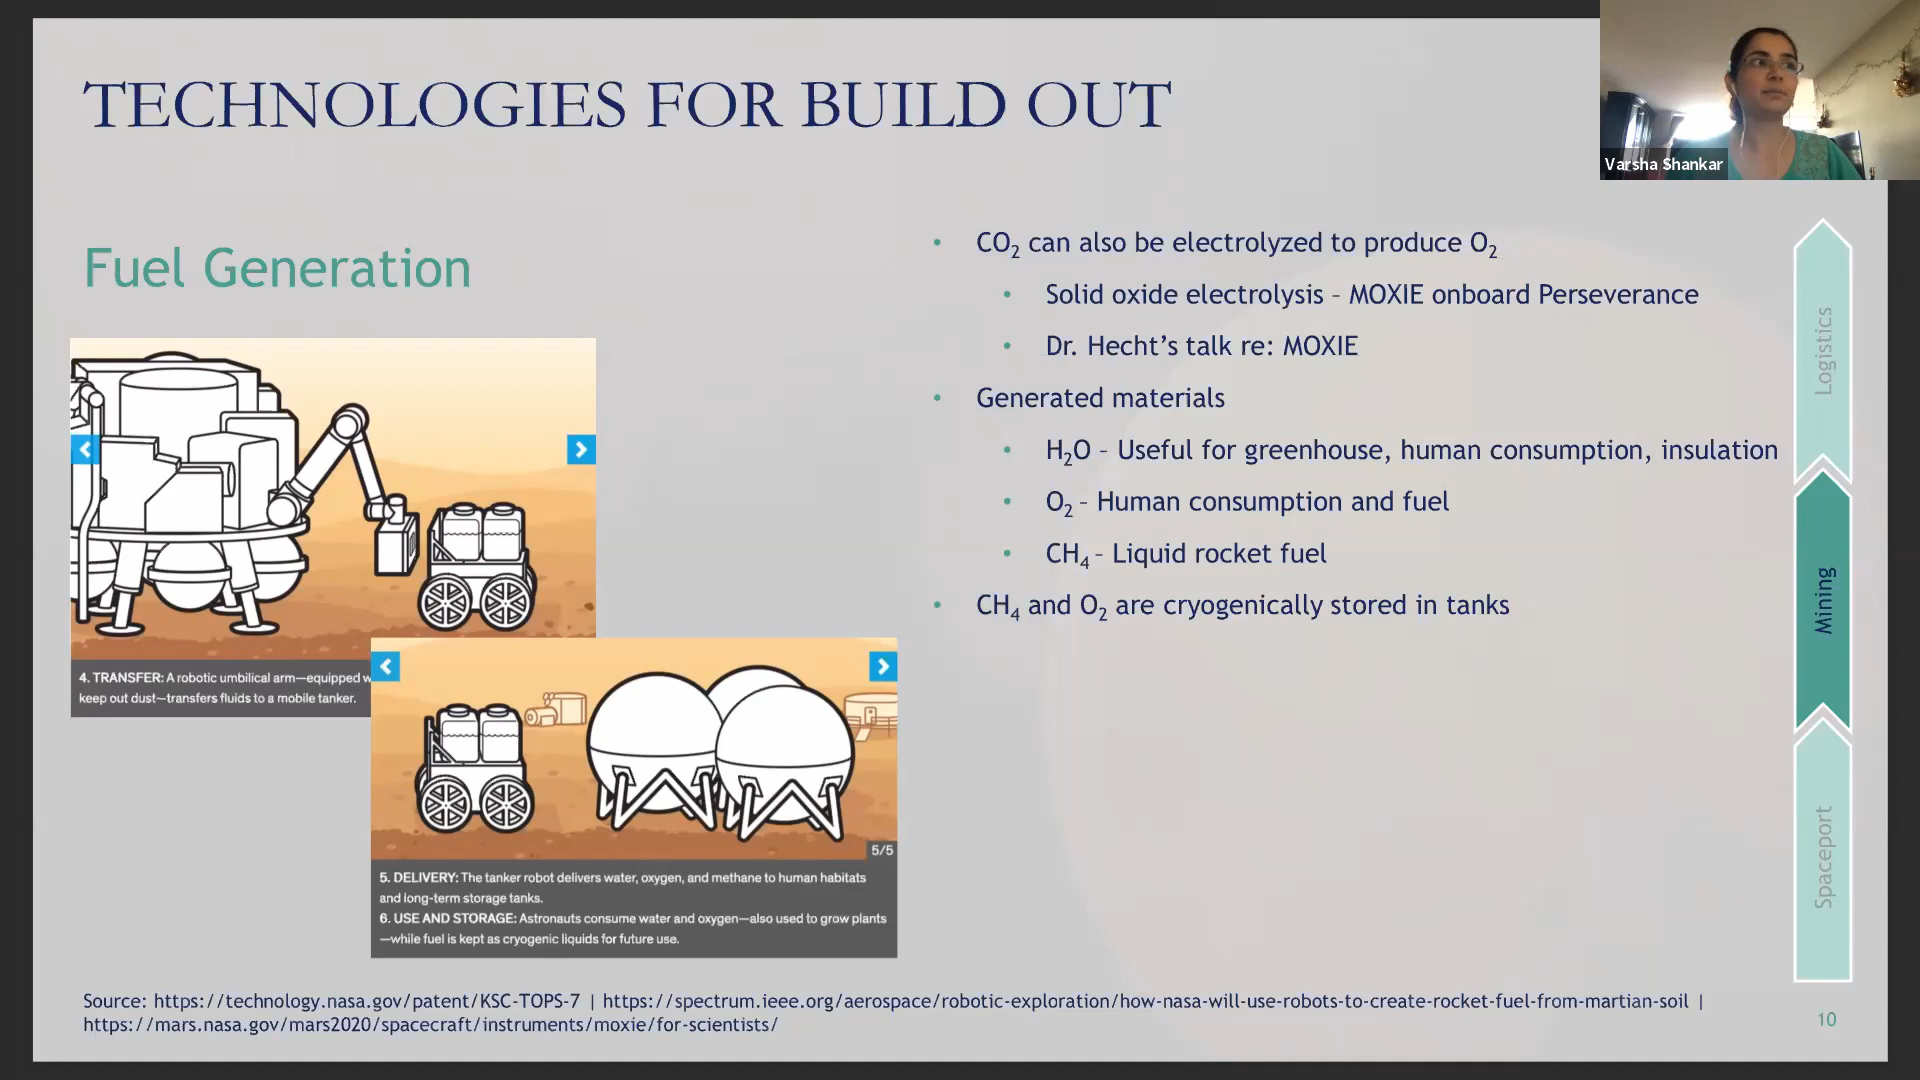 TECHNOLOGIES FOR BUILD OUT
Varsha Shankar
Fuel Generation
4. TRANSFER: A robotic umbilical arm—equipped w
keep out dust—transfers fluids to a mobile tanker.
5/5
5. DELIVERY: The tanker robot delivers water, oxygen, and methane to human habitats
and long-term storage tanks.
6. USE AND STORAGE: Astronauts consume water and oxygen—also used to grow plants
—while fuel is kept as cryogenic liquids for future use.
• CO₂ can also be electrolyzed to produce O₂
• Solid oxide electrolysis – MOXIE onboard Perseverance
• Dr. Hecht’s talk re: MOXIE
• Generated materials
• H₂O – Useful for greenhouse, human consumption, insulation
• O₂ – Human consumption and fuel
• CH₄ – Liquid rocket fuel
• CH₄ and O₂ are cryogenically stored in tanks
Logistics
Mining
Spaceport
Source: https://technology.nasa.gov/patent/KSC-TOPS-7 | https://spectrum.ieee.org/aerospace/robotic-exploration/how-nasa-will-use-robots-to-create-rocket-fuel-from-martian-soil |
https://mars.nasa.gov/mars2020/spacecraft/instruments/moxie/for-scientists/
10